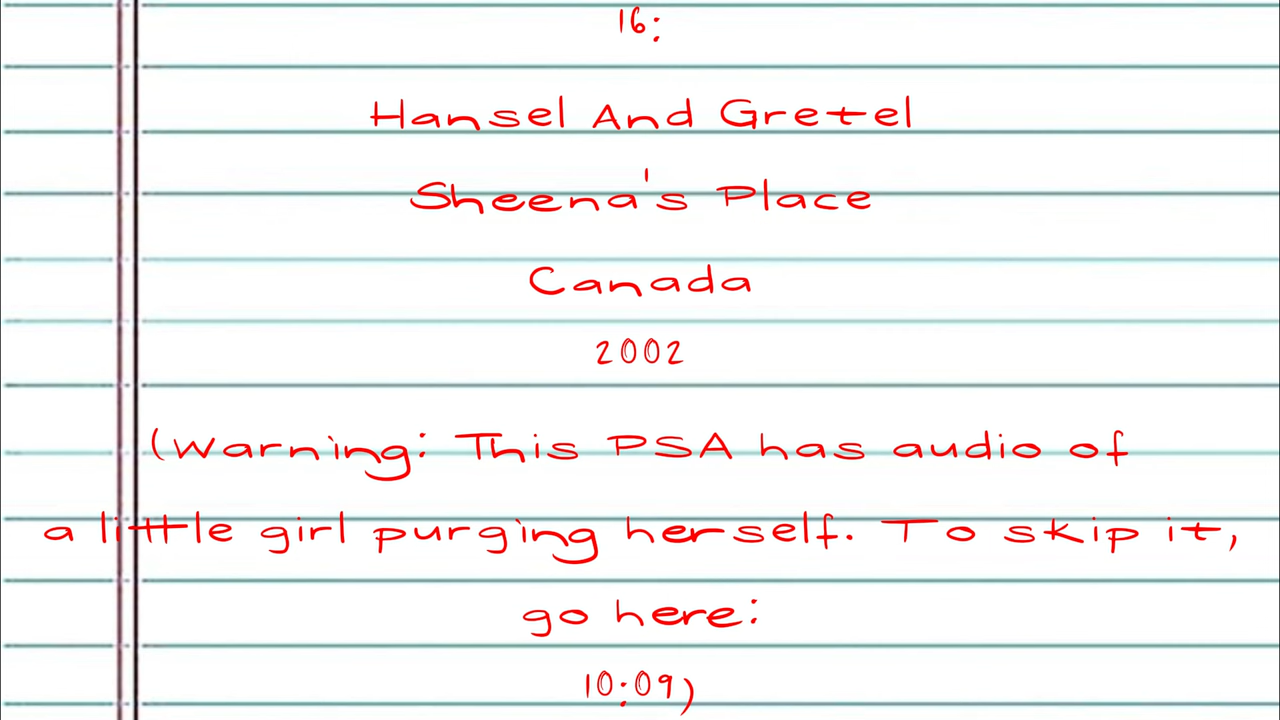 16:
Hansel And Gretel
Sheena's Place
Canada
2002
(Warning: This PSA has audio of
a little girl purging herself. To skip it,
go here:
10:09)